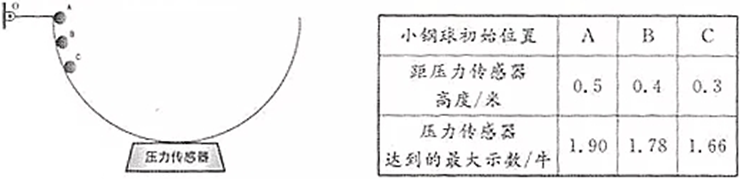 O A
B
C
压力传感器
小钢球初始位置 A B C
距压力传感器
高度/米 0.5 0.4 0.3
压力传感器
达到的最大示数/牛 1.90 1.78 1.66